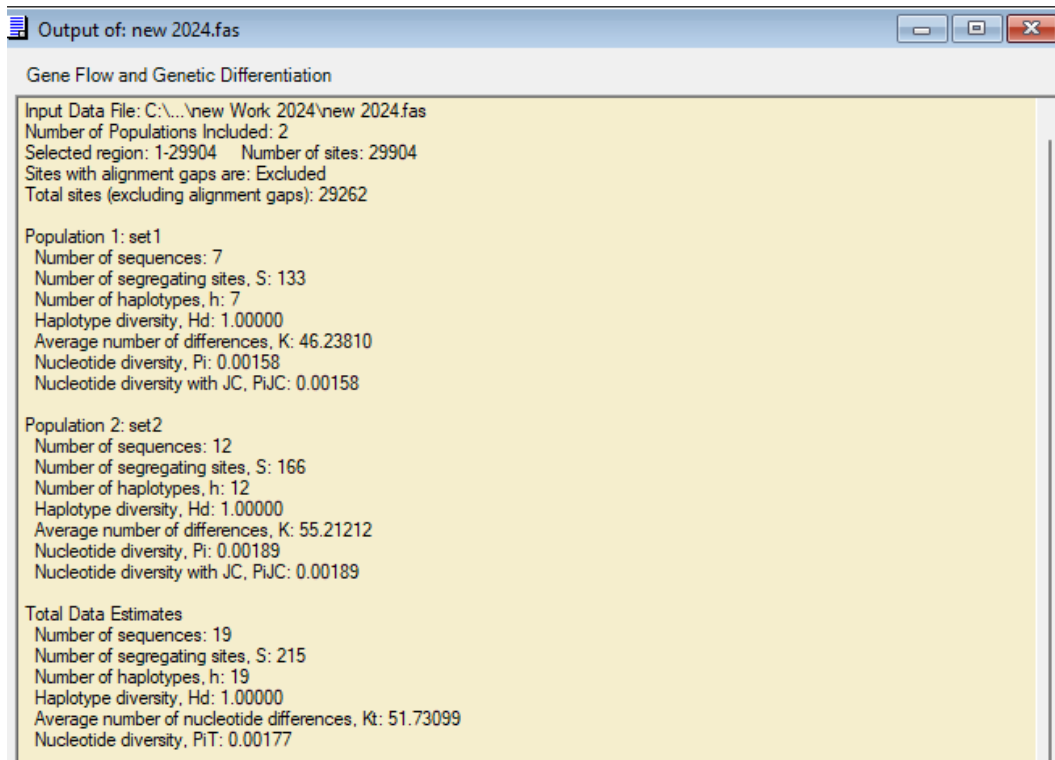 Output of: new 2024.fas
Gene Flow and Genetic Differentiation
Input Data File: C:\...\new Work 2024\new 2024.fas
Number of Populations Included: 2
Selected region: 1-29904 Number of sites: 29904
Sites with alignment gaps are: Excluded
Total sites (excluding alignment gaps): 29262
Population 1: set1
Number of sequences: 7
Number of segregating sites, S: 133
Number of haplotypes, h: 7
Haplotype diversity, Hd: 1.00000
Average number of differences, K: 46.23810
Nucleotide diversity, Pi: 0.00158
Nucleotide diversity with JC, PiJC: 0.00158
Population 2: set2
Number of sequences: 12
Number of segregating sites, S: 166
Number of haplotypes, h: 12
Haplotype diversity, Hd: 1.00000
Average number of differences, K: 55.21212
Nucleotide diversity, Pi: 0.00189
Nucleotide diversity with JC, PiJC: 0.00189
Total Data Estimates
Number of sequences: 19
Number of segregating sites, S: 215
Number of haplotypes, h: 19
Haplotype diversity, Hd: 1.00000
Average number of nucleotide differences, Kt: 51.73099
Nucleotide diversity, PiT: 0.00177